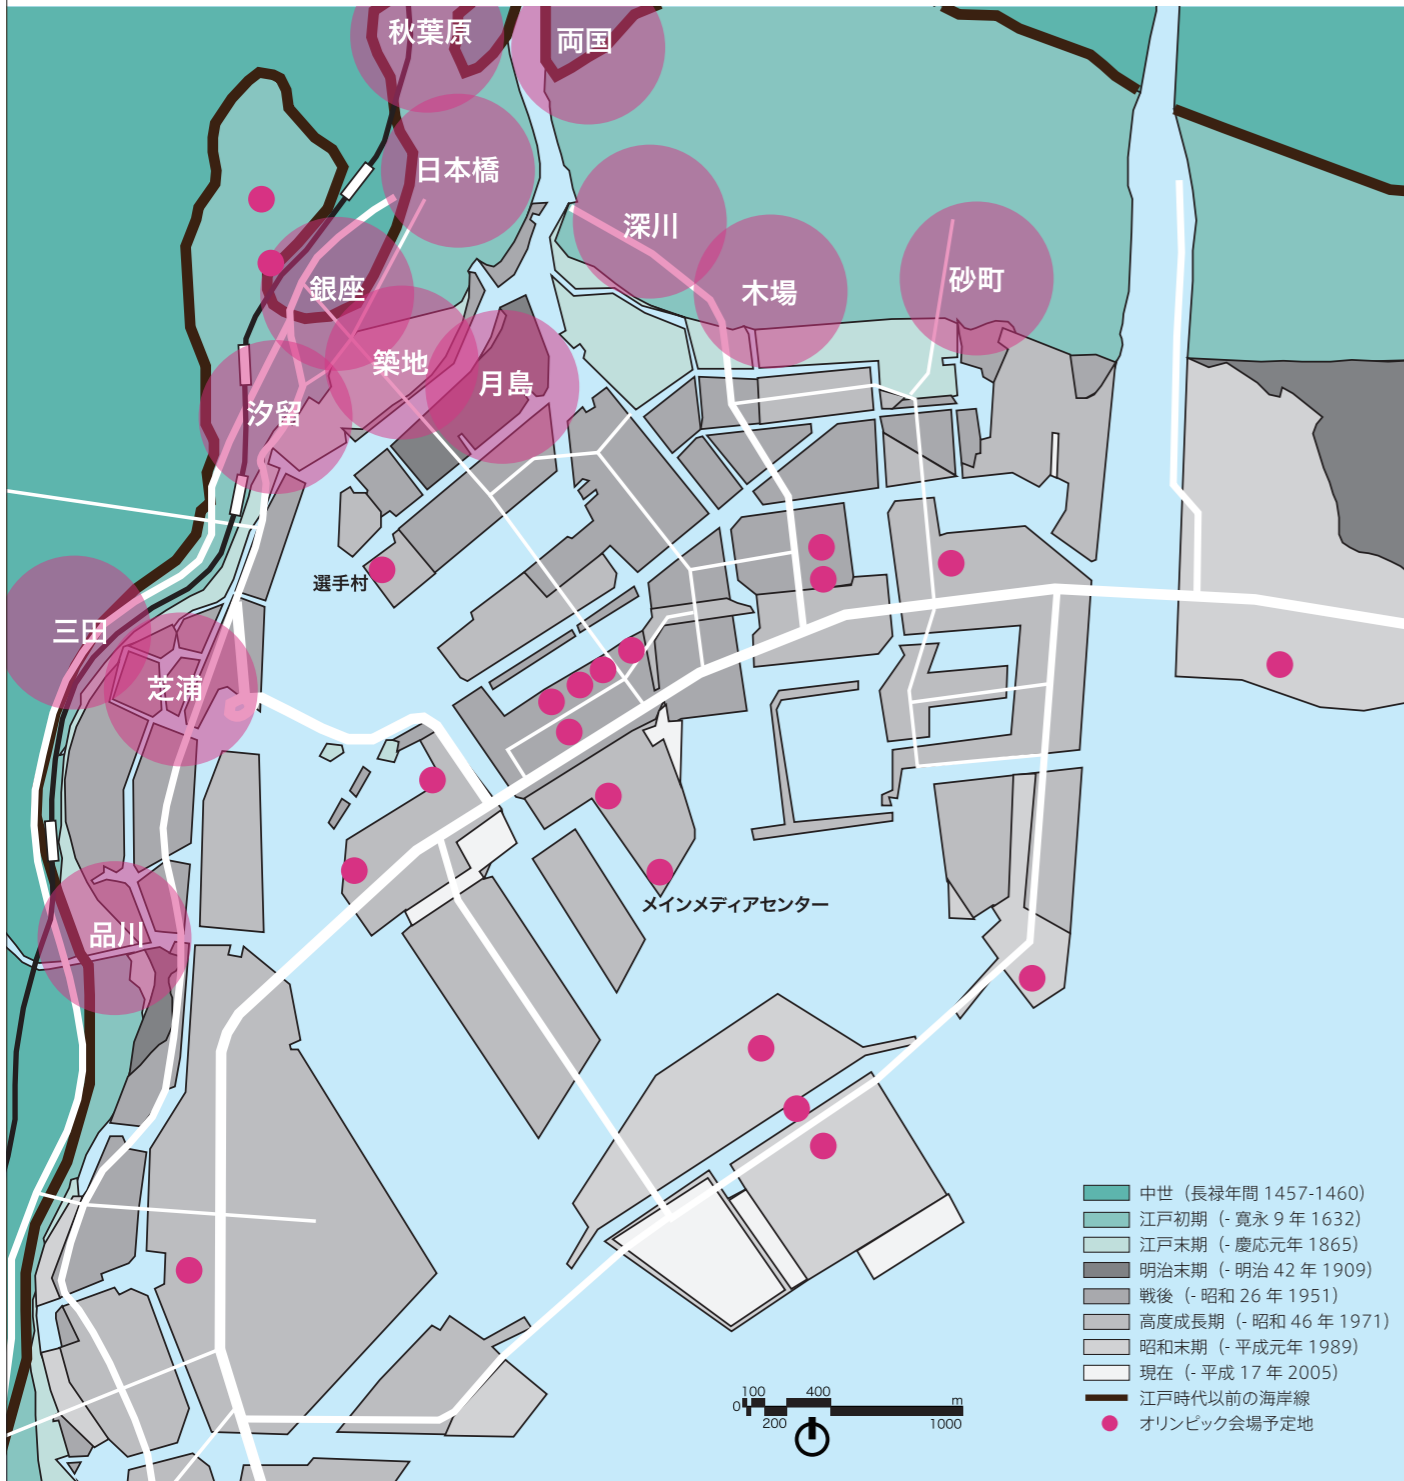 秋葉原
両国
日本橋
深川
木場
砂町
銀座
築地
月島
汐留
選手村
三田
芝浦
メインメディアセンター
品川
中世（長禄年間 1457-1460）
江戸初期（- 寛永 9 年 1632）
江戸末期（- 慶応元年 1865）
明治末期（- 明治 42 年 1909）
戦後（- 昭和 26 年 1951）
高度成長期（- 昭和 46 年 1971）
昭和末期（- 平成元年 1989）
現在（- 平成 17 年 2005）
江戸時代以前の海岸線
オリンピック会場予定地
100 400 m
0
200 1000